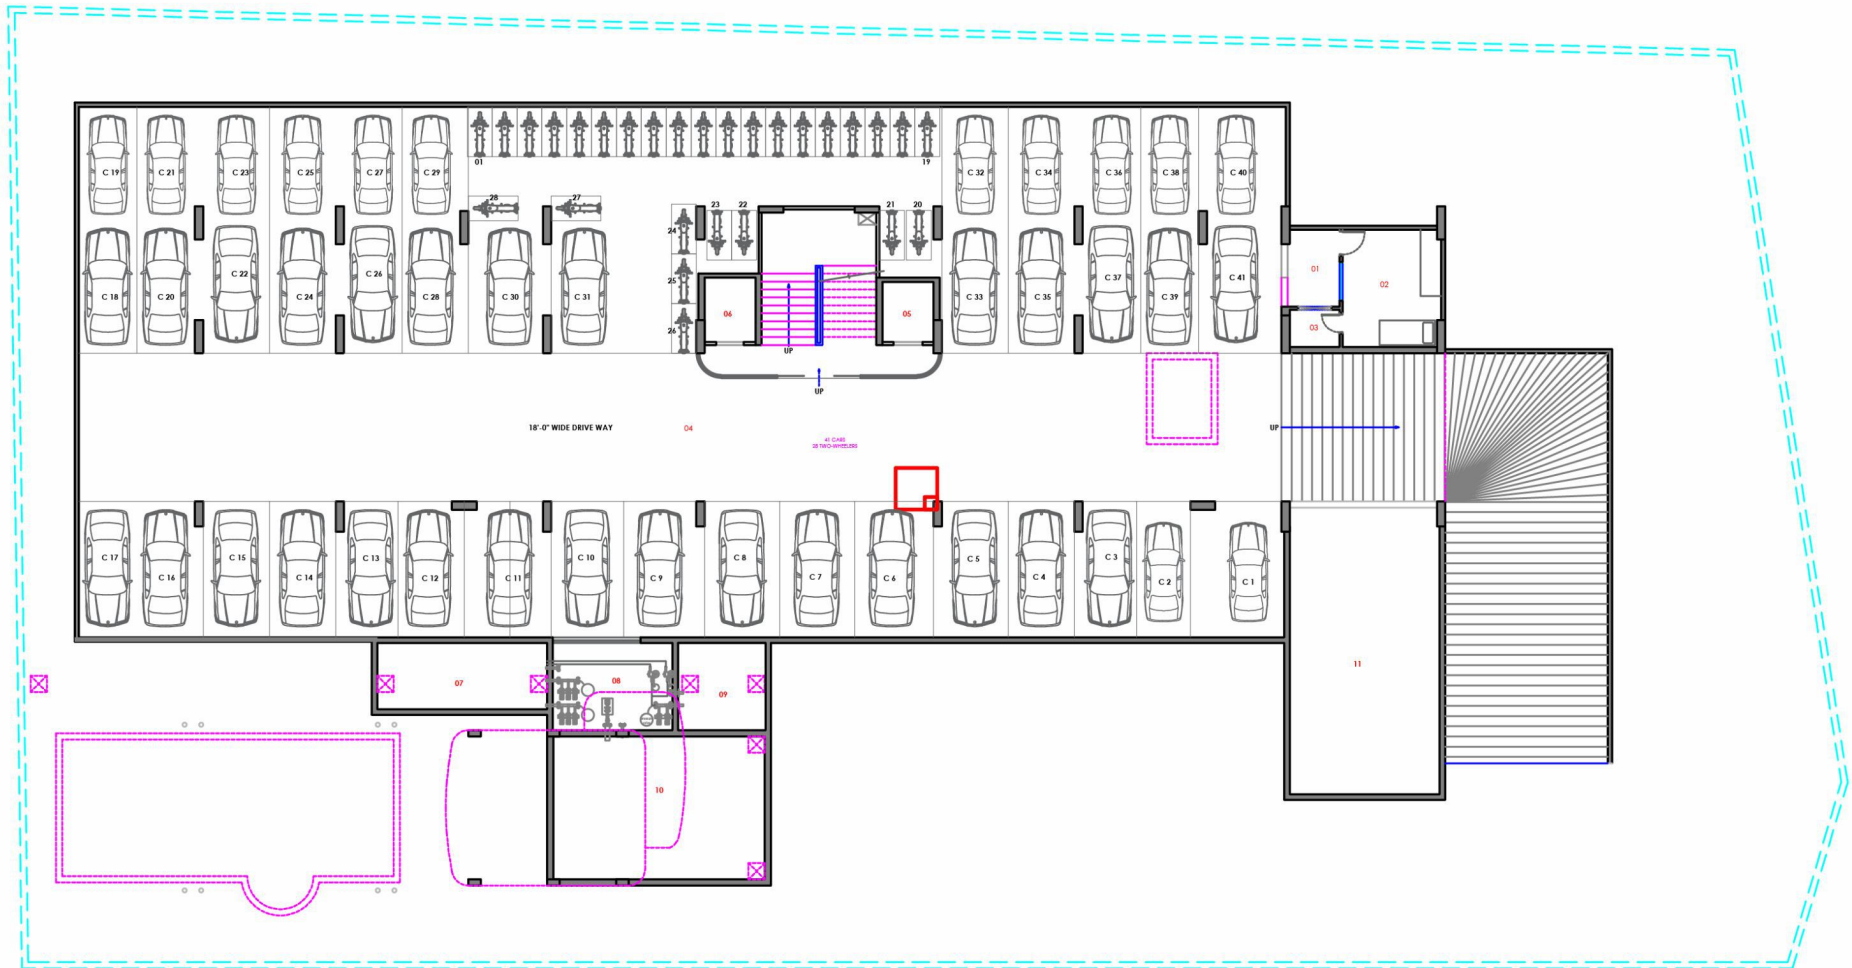 01
19
C 19
C 21
C 23
C 25
C 27
C 29
C 32
C 34
C 36
C 38
C 40
28
27
23
22
21
20
24
25
26
C 18
C 20
C 22
C 24
C 26
C 28
C 30
C 31
C 33
C 35
C 37
C 39
C 41
06
05
01
02
03
UP
UP
18'-0" WIDE DRIVE WAY
04
41 CARS
28 TWO-WHEELERS
UP
C 17
C 16
C 15
C 14
C 13
C 12
C 11
C 10
C 9
C 8
C 7
C 6
C 5
C 4
C 3
C 2
C 1
07
08
09
10
11